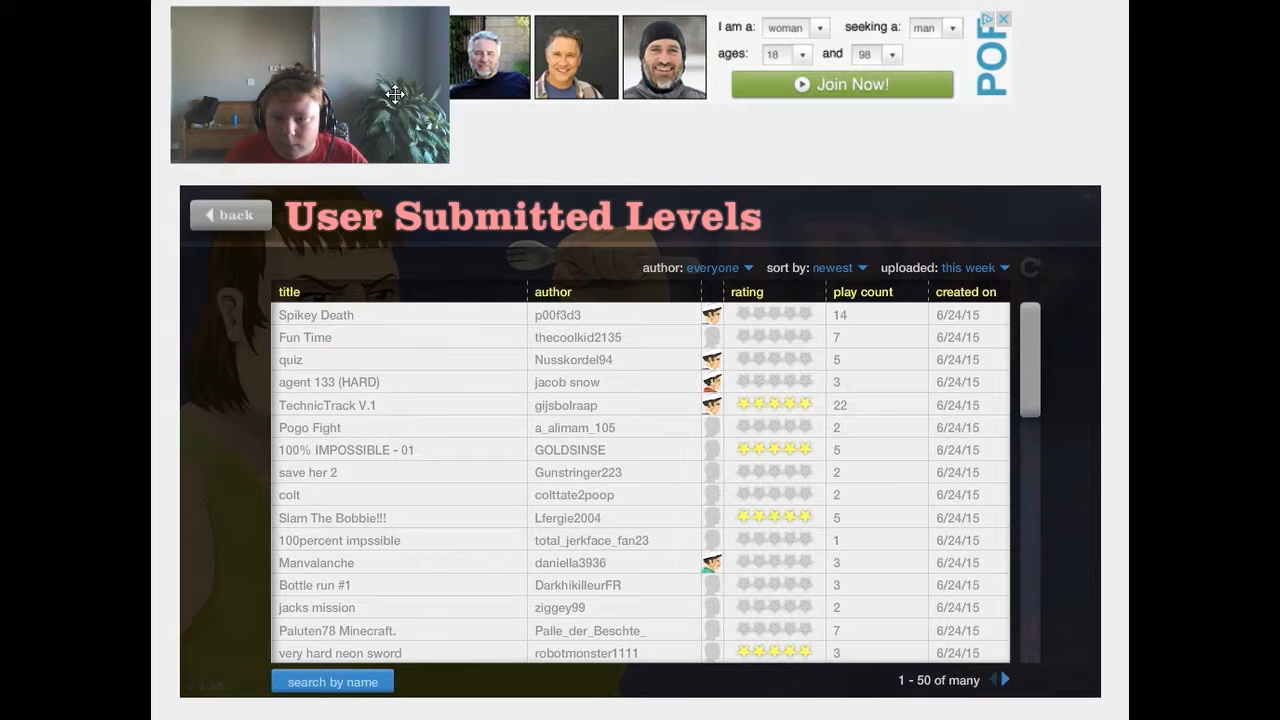 I am a: woman seeking a: man
ages: 18 and 98
Join Now!
POF
back
User Submitted Levels
author: everyone sort by: newest uploaded: this week
title author rating play count created on
Spikey Death p00f3d3 14 6/24/15
Fun Time thecoolkid2135 7 6/24/15
quiz Nusskordel94 5 6/24/15
agent 133 (HARD) jacob snow 3 6/24/15
TechnicTrack V.1 gijsbolraap 22 6/24/15
Pogo Fight a_alimam_105 2 6/24/15
100% IMPOSSIBLE - 01 GOLDSINSE 5 6/24/15
save her 2 Gunstringer223 2 6/24/15
colt colttate2poop 2 6/24/15
Slam The Bobbie!!! Lfergie2004 5 6/24/15
100percent impssible total_jerkface_fan23 1 6/24/15
Manvalanche daniella3936 3 6/24/15
Bottle run #1 DarkhikilleurFR 3 6/24/15
jacks mission ziggey99 2 6/24/15
Paluten78 Minecraft. Palle_der_Beschte_ 7 6/24/15
very hard neon sword robotmonster1111 3 6/24/15
search by name 1 - 50 of many